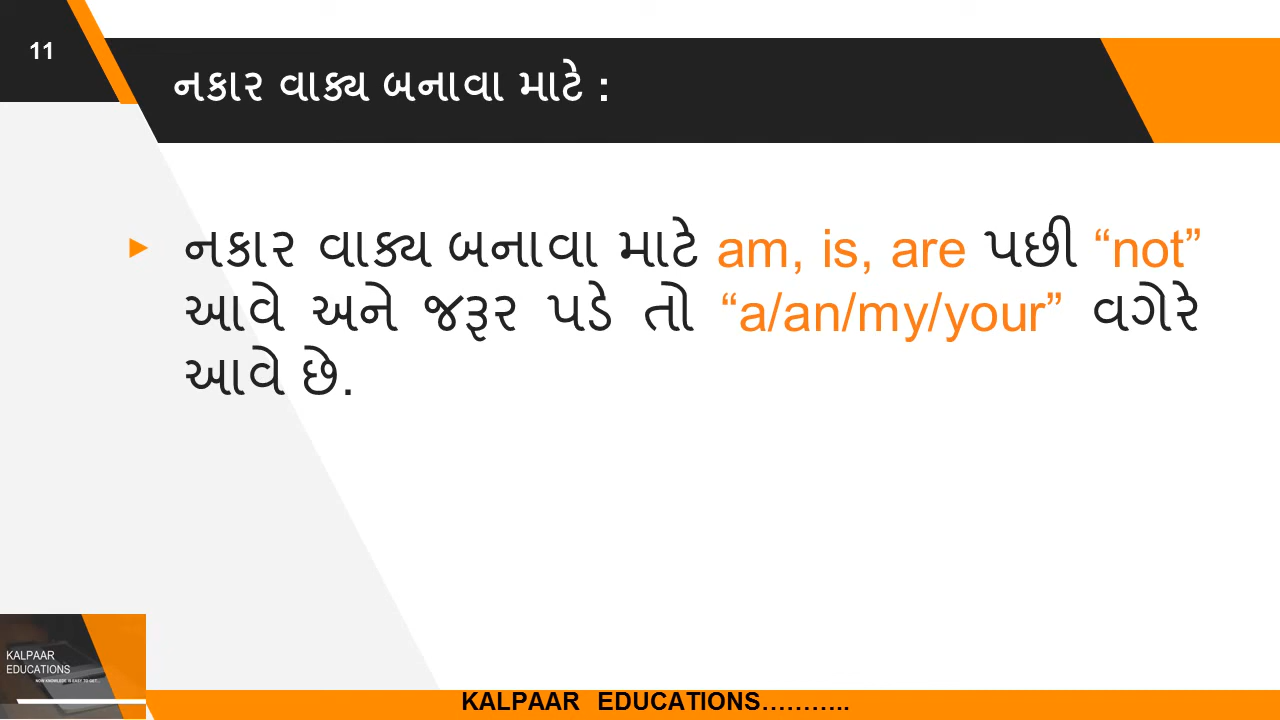 11
નકાર વાક્ય બનાવા માટે :
નકાર વાક્ય બનાવા માટે am, is, are પછી “not”
આવે અને જરૂર પડે તો “a/an/my/your” વગેરે
આવે છે.
KALPAAR
EDUCATIONS
KALPAAR EDUCATIONS………..